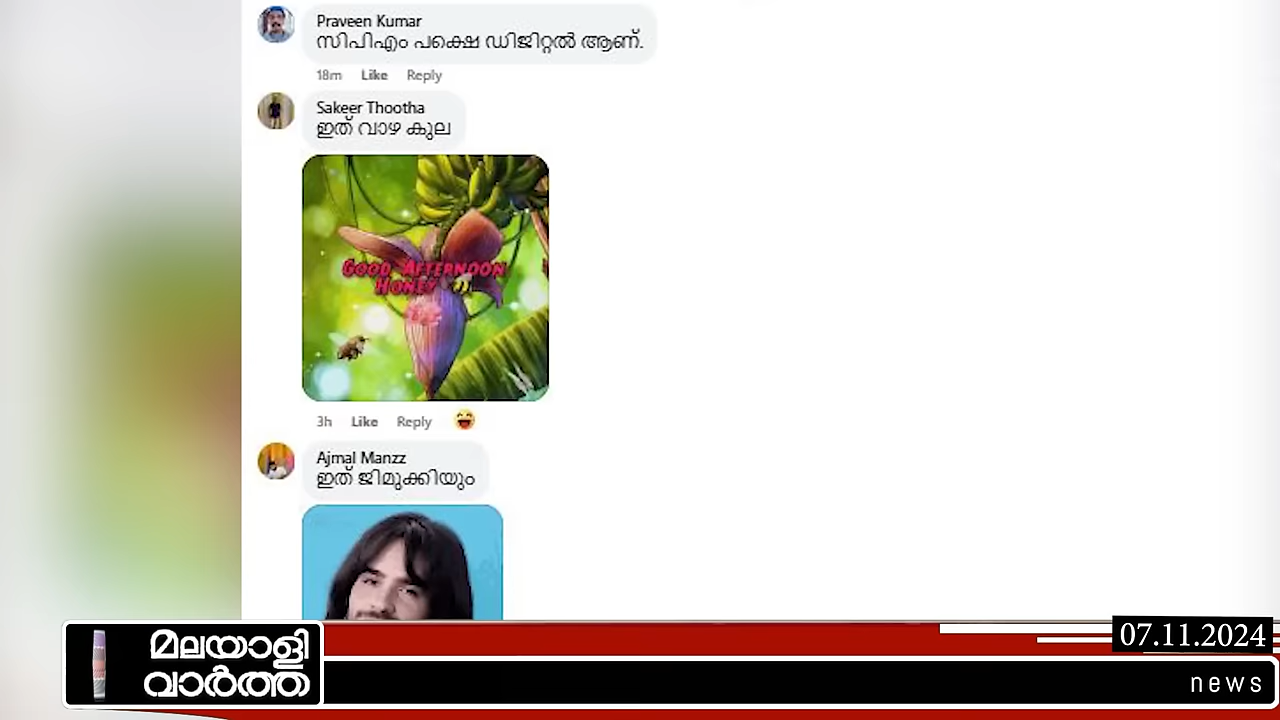 Praveen Kumar
സിപിഎം പക്ഷെ ഡിജിറ്റൽ ആണ്.
18m Like Reply
Sakeer Thootha
ഇത് വാഴ കുല
GOOD AFTERNOON
HONEY
3h Like Reply
Ajmal Manzz
ഇത് ജിമുക്കിയും
മലയാളി
വാർത്ത
07.11.2024
news